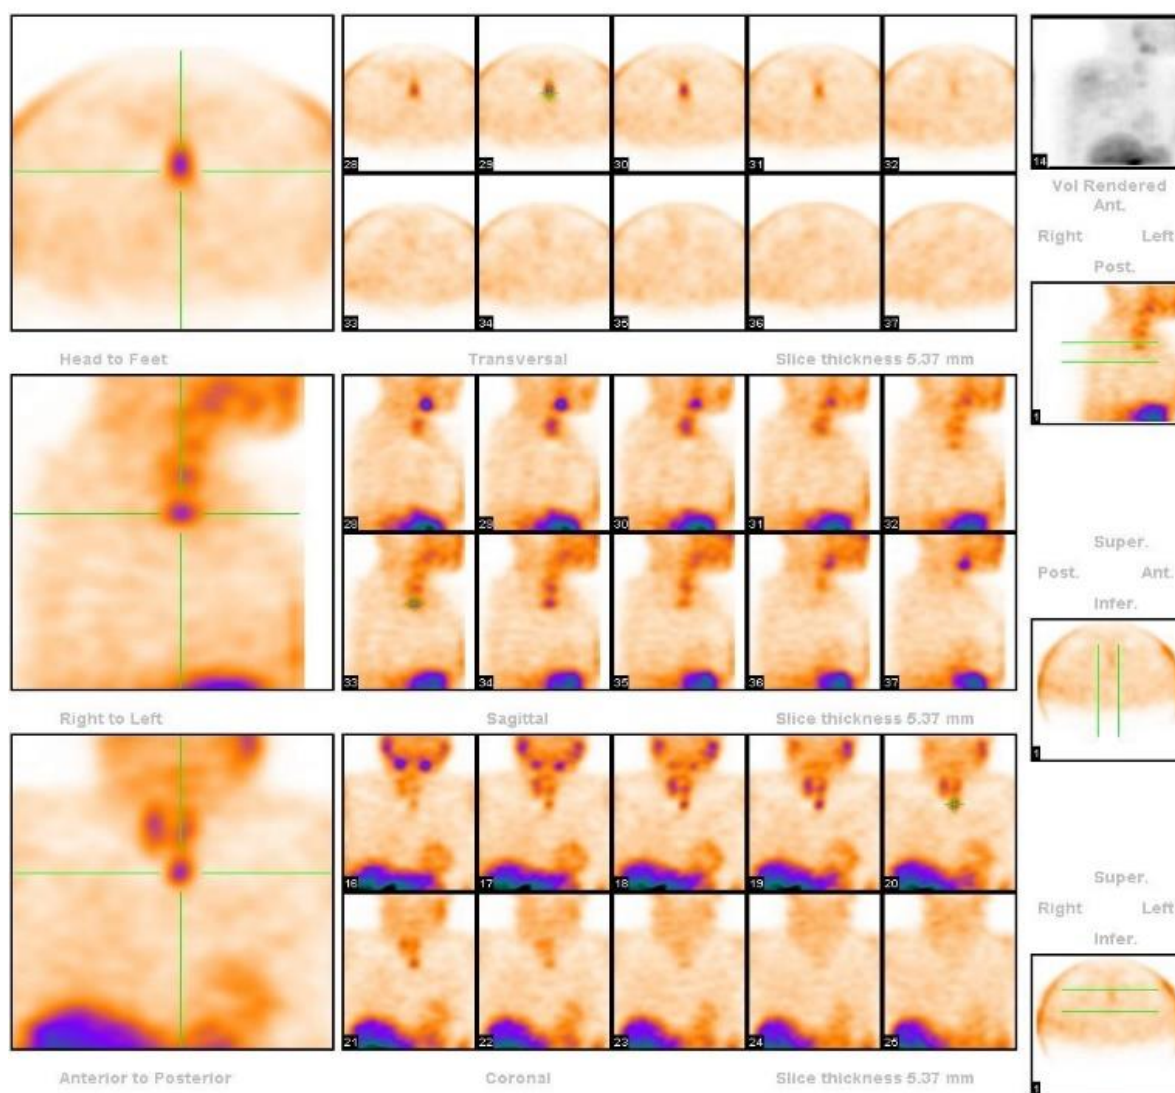 28
29
30
31
32
14
Vol Rendered
Ant.
Right Left
Post.
33
34
35
36
37
1
Head to Feet Transversal Slice thickness 5.37 mm
28
29
30
31
32
Super.
Post. Ant.
Infer.
33
34
35
36
37
1
Right to Left Sagittal Slice thickness 5.37 mm
16
17
18
19
20
Super.
Right Left
Infer.
21
22
23
24
25
1
Anterior to Posterior Coronal Slice thickness 5.37 mm